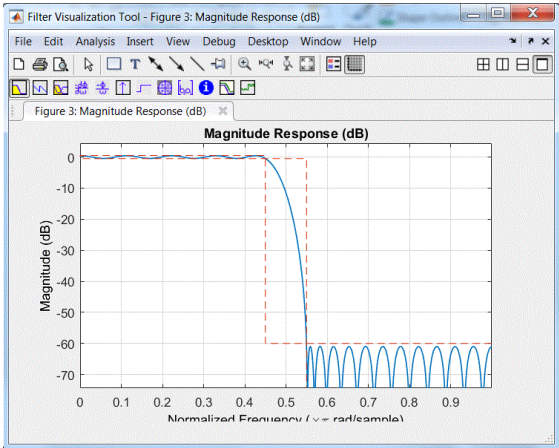 Filter Visualization Tool - Figure 3: Magnitude Response (dB)
File Edit Analysis Insert View Debug Desktop Window Help
Figure 3: Magnitude Response (dB)
Magnitude Response (dB)
Magnitude (dB)
0
-10
-20
-30
-40
-50
-60
-70
0 0.1 0.2 0.3 0.4 0.5 0.6 0.7 0.8 0.9
Normalized Frequency (×π rad/sample)